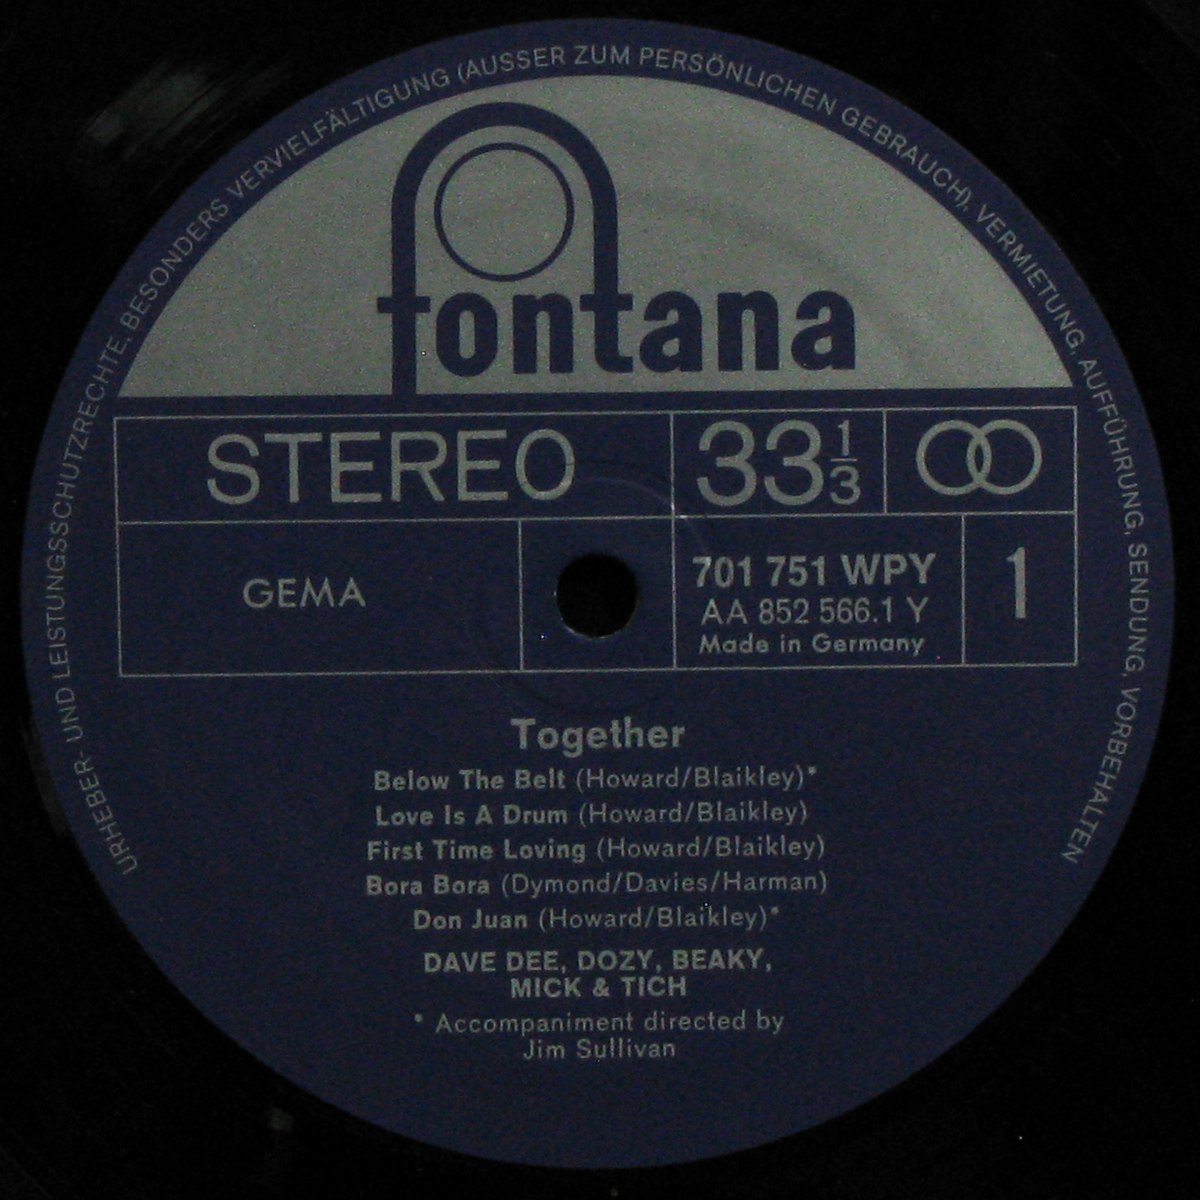 URHEBER- UND LEISTUNGSSCHUTZRECHTE, BESONDERS VERVIELFÄLTIGUNG (AUSSER ZUM PERSÖNLICHEN GEBRAUCH), VERMIETUNG, AUFFÜHRUNG, SENDUNG, VORBEHALTEN
fontana
STEREO 33 1/3
GEMA
701 751 WPY
AA 852 566.1 Y
Made in Germany
1
Together
Below The Belt (Howard/Blaikley)*
Love Is A Drum (Howard/Blaikley)
First Time Loving (Howard/Blaikley)
Bora Bora (Dymond/Davies/Harman)
Don Juan (Howard/Blaikley)*
DAVE DEE, DOZY, BEAKY,
MICK & TICH
* Accompaniment directed by
Jim Sullivan